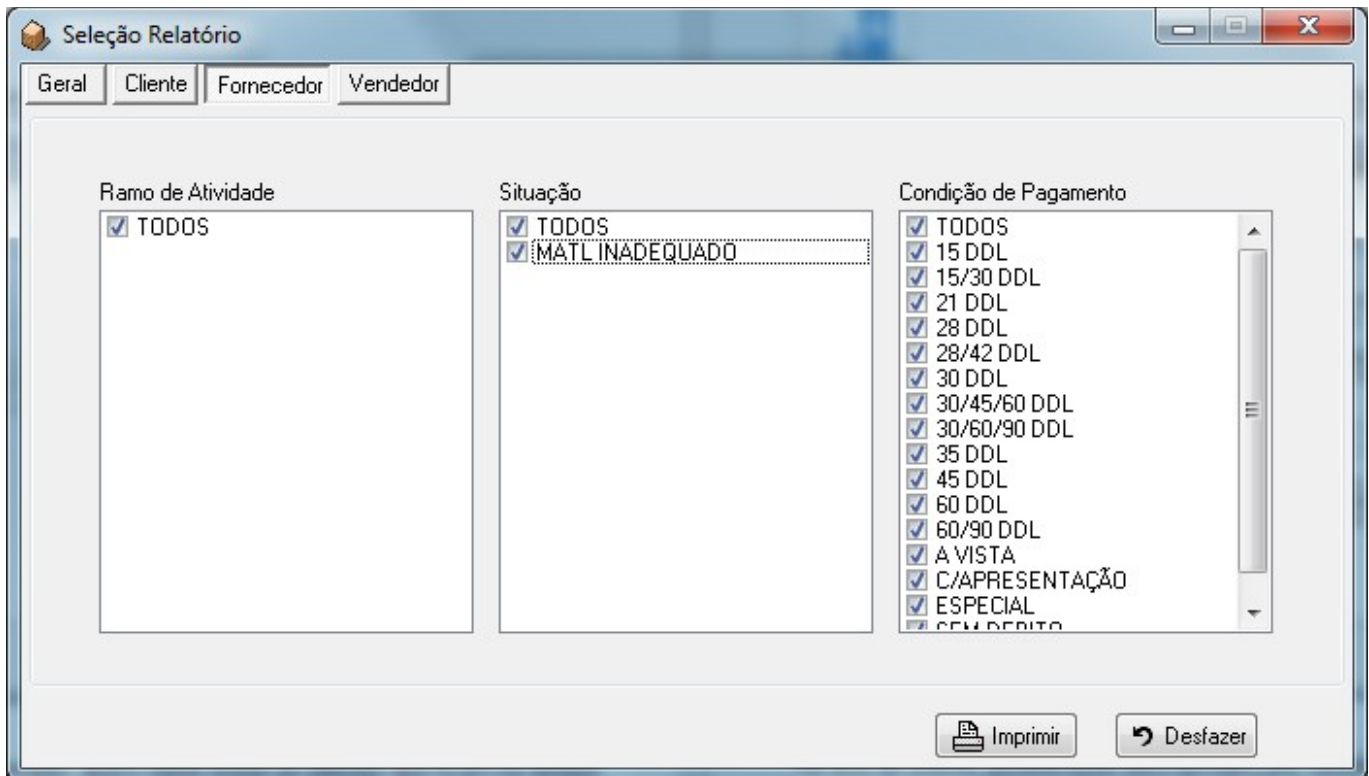 Seleção Relatório
Geral Cliente Fornecedor Vendedor
Ramo de Atividade
TODOS
Situação
TODOS
MATL INADEQUADO
Condição de Pagamento
TODOS
15 DDL
15/30 DDL
21 DDL
28 DDL
28/42 DDL
30 DDL
30/45/60 DDL
30/60/90 DDL
35 DDL
45 DDL
60 DDL
60/90 DDL
A VISTA
C/APRESENTAÇÃO
ESPECIAL
SEM DEBITO
Imprimir Desfazer